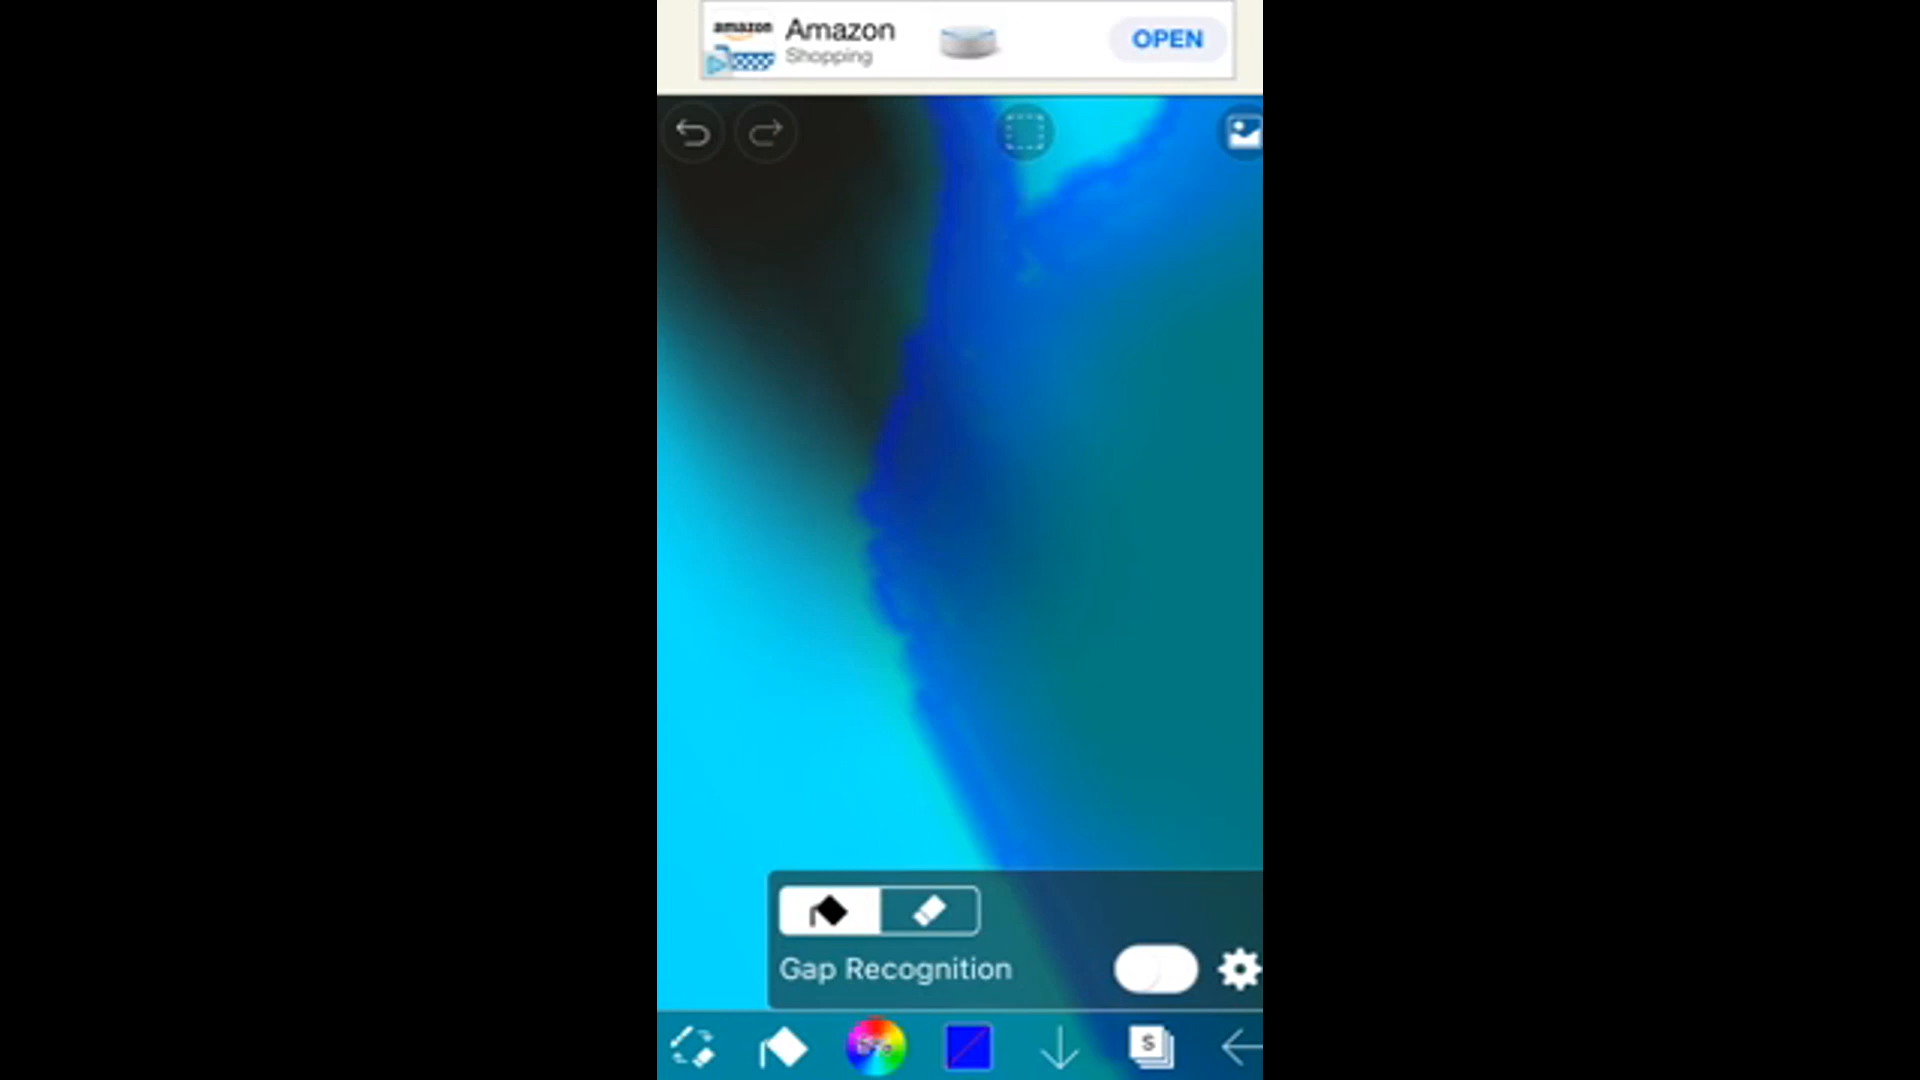 amazon
Amazon
Shopping
OPEN
Gap Recognition
S